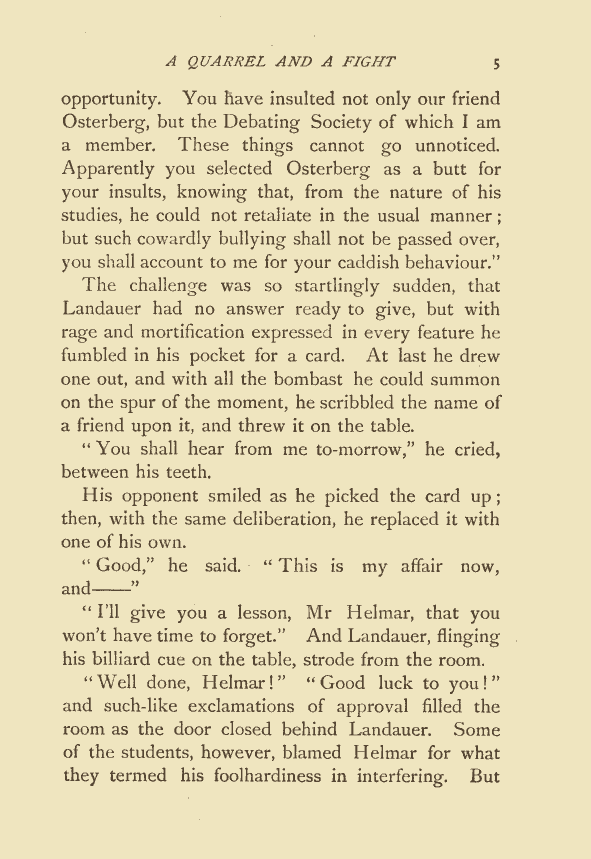 A QUARREL AND A FIGHT 5
opportunity. You have insulted not only our friend
Osterberg, but the Debating Society of which I am
a member. These things cannot go unnoticed.
Apparently you selected Osterberg as a butt for
your insults, knowing that, from the nature of his
studies, he could not retaliate in the usual manner;
but such cowardly bullying shall not be passed over,
you shall account to me for your caddish behaviour."
The challenge was so startlingly sudden, that
Landauer had no answer ready to give, but with
rage and mortification expressed in every feature he
fumbled in his pocket for a card. At last he drew
one out, and with all the bombast he could summon
on the spur of the moment, he scribbled the name of
a friend upon it, and threw it on the table.
"You shall hear from me to-morrow," he cried,
between his teeth.
His opponent smiled as he picked the card up;
then, with the same deliberation, he replaced it with
one of his own.
"Good," he said. "This is my affair now,
and——"
"I'll give you a lesson, Mr Helmar, that you
won't have time to forget." And Landauer, flinging
his billiard cue on the table, strode from the room.
"Well done, Helmar!" "Good luck to you!"
and such-like exclamations of approval filled the
room as the door closed behind Landauer. Some
of the students, however, blamed Helmar for what
they termed his foolhardiness in interfering. But